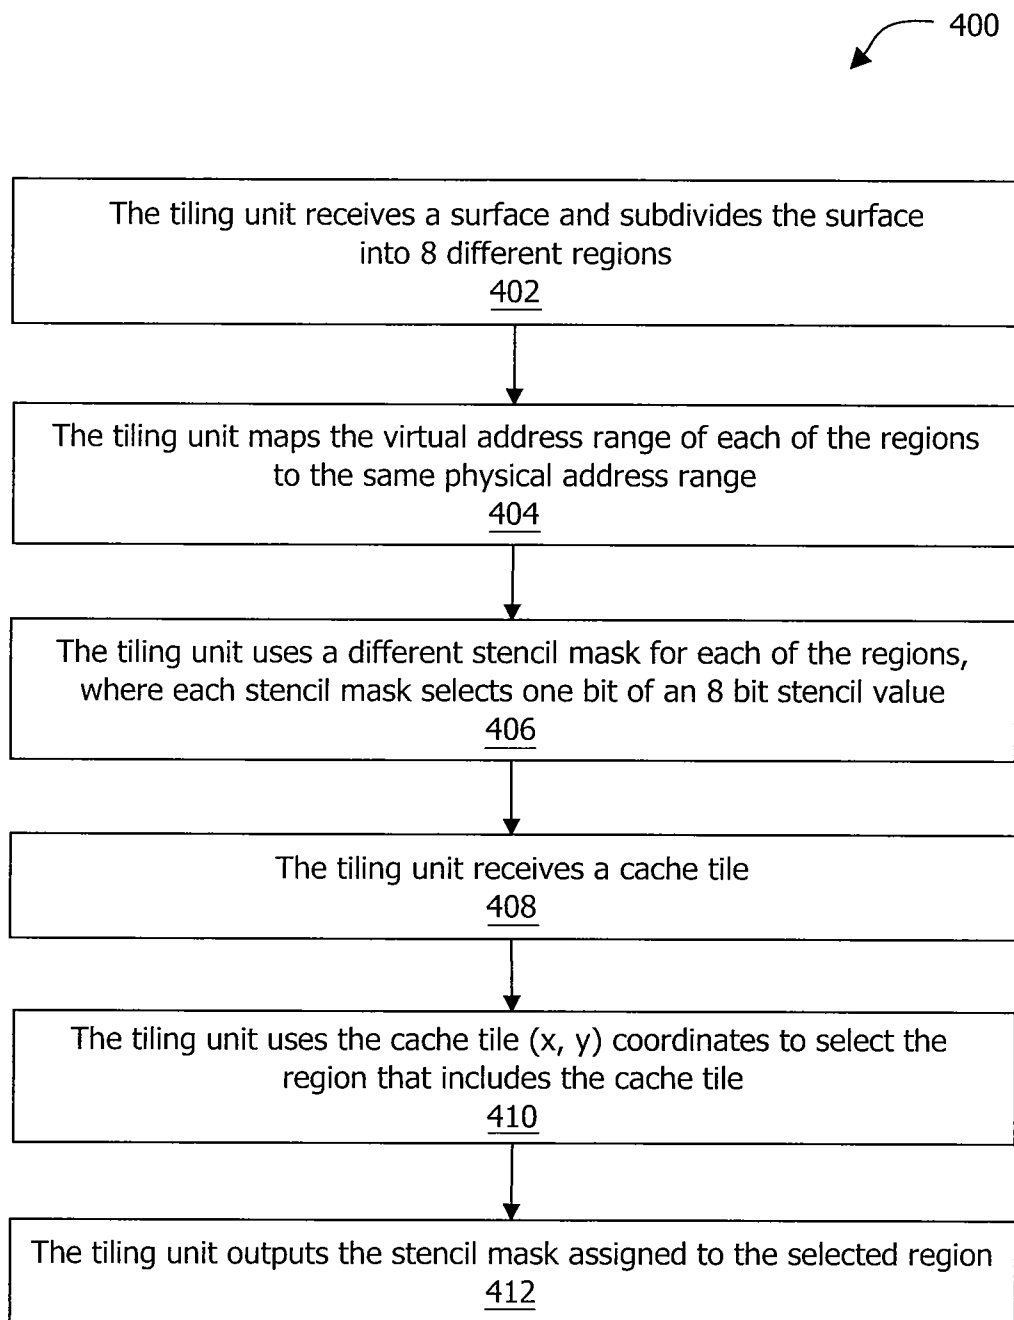 400
The tiling unit receives a surface and subdivides the surface
into 8 different regions
402
The tiling unit maps the virtual address range of each of the regions
to the same physical address range
404
The tiling unit uses a different stencil mask for each of the regions,
where each stencil mask selects one bit of an 8 bit stencil value
406
The tiling unit receives a cache tile
408
The tiling unit uses the cache tile (x, y) coordinates to select the
region that includes the cache tile
410
The tiling unit outputs the stencil mask assigned to the selected region
412